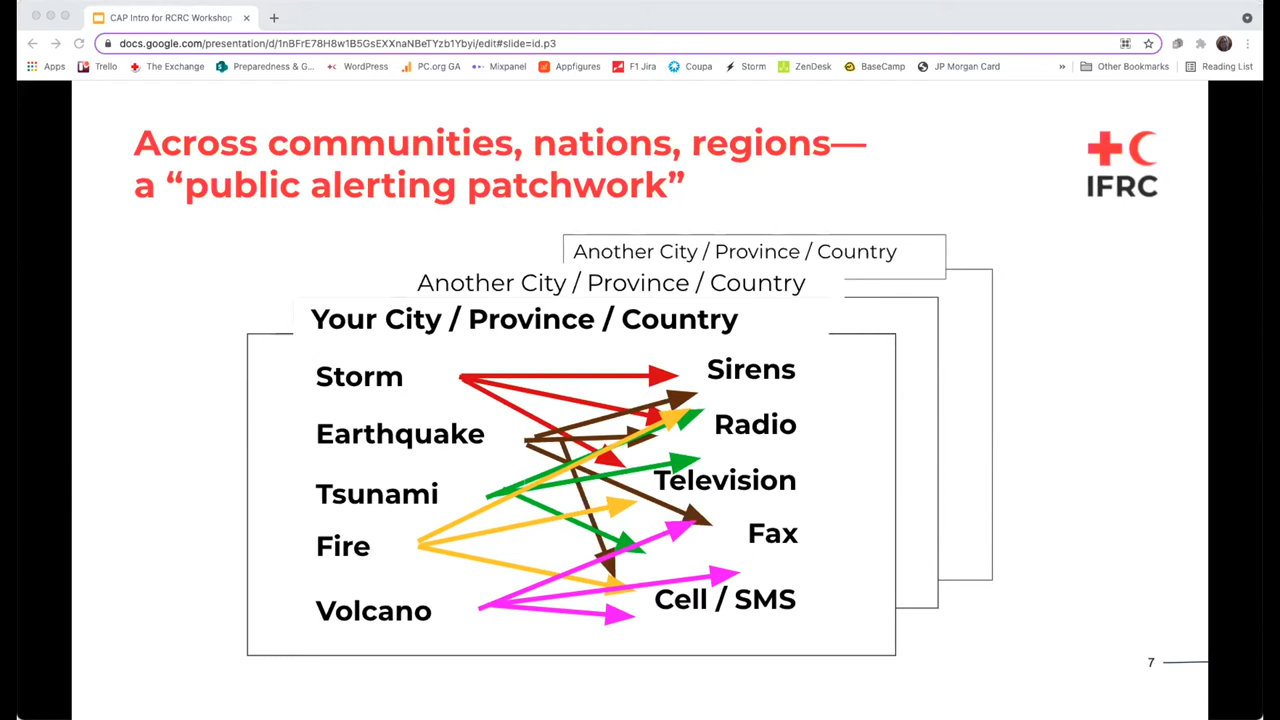 CAP Intro for RCRC Workshop
docs.google.com/presentation/d/1nBFrE78H8w1B5GsEXXnaNBeTYzb1Ybyi/edit#slide=id.p3
Apps Trello The Exchange Preparedness & G... WordPress PC.org GA Mixpanel Appfigures F1 Jira Coupa Storm ZenDesk BaseCamp JP Morgan Card » Other Bookmarks Reading List
Across communities, nations, regions—
a “public alerting patchwork”
IFRC
Another City / Province / Country
Another City / Province / Country
Your City / Province / Country
Storm
Earthquake
Tsunami
Fire
Volcano
Sirens
Radio
Television
Fax
Cell / SMS
7